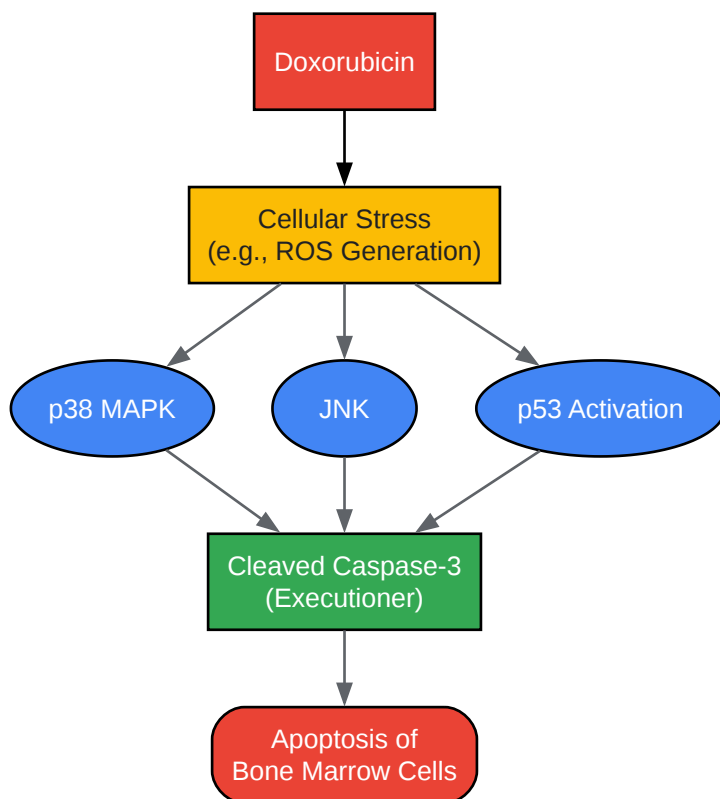 Doxorubicin
Cellular Stress
(e.g., ROS Generation)
p38 MAPK
JNK
p53 Activation
Cleaved Caspase-3
(Executioner)
Apoptosis of
Bone Marrow Cells